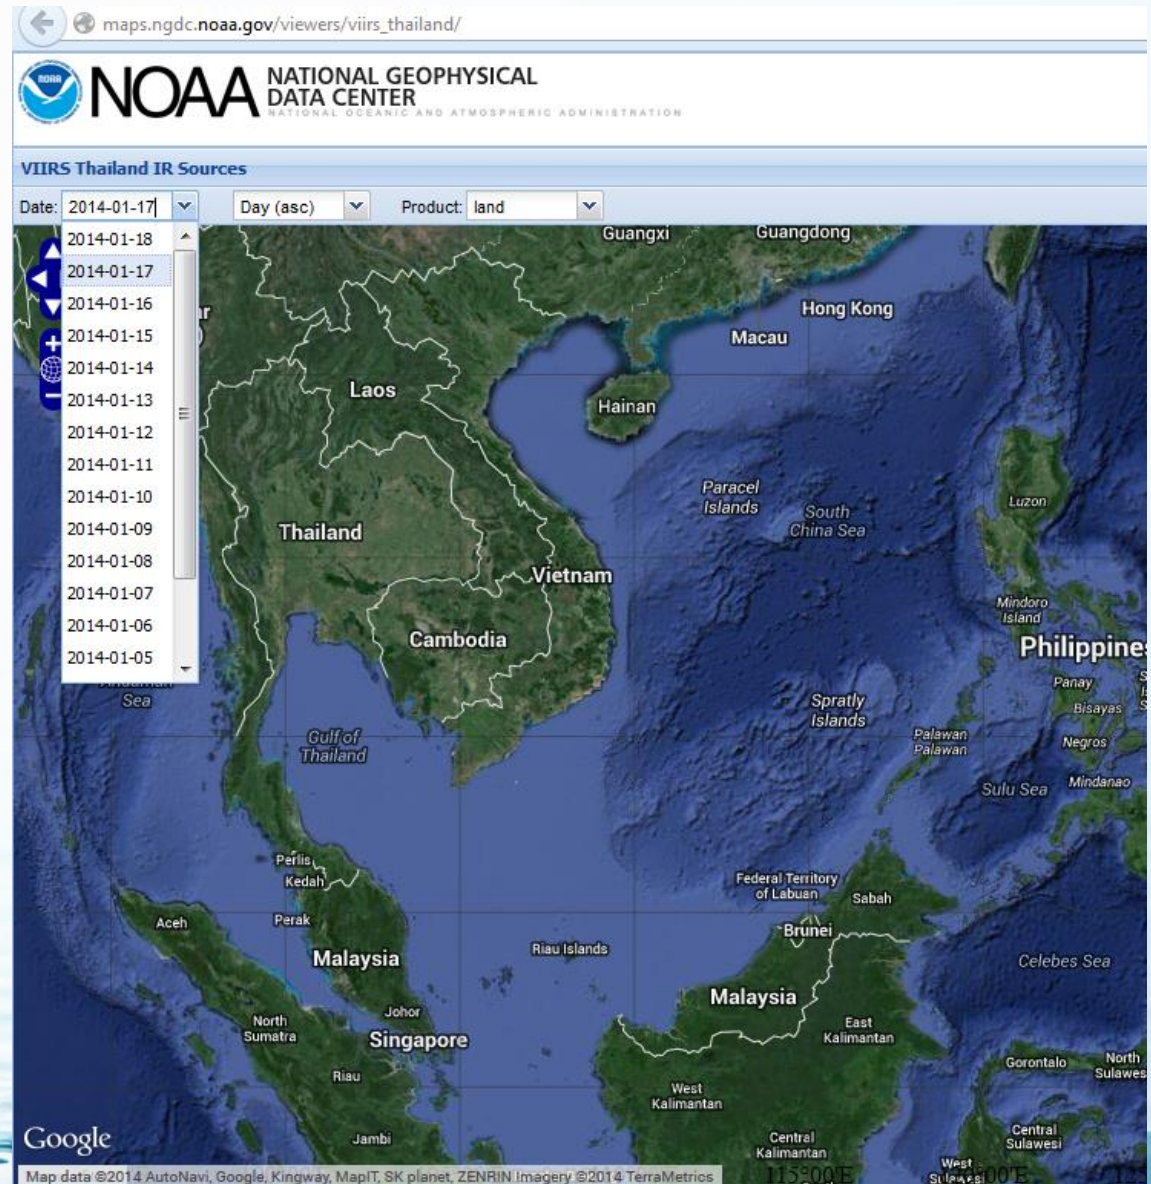 maps.ngdc.noaa.gov/viewers/viirs_thailand/
NOAA
NATIONAL GEOPHYSICAL
DATA CENTER
NATIONAL OCEANIC AND ATMOSPHERIC ADMINISTRATION
VIIRS Thailand IR Sources
Date: 2014-01-17 Day (asc) Product: land
2014-01-18
2014-01-17
2014-01-16
2014-01-15
2014-01-14
2014-01-13
2014-01-12
2014-01-11
2014-01-10
2014-01-09
2014-01-08
2014-01-07
2014-01-06
2014-01-05
Guangxi
Guangdong
Hong Kong
Macau
Laos
Hainan
Paracel
Islands
South
China Sea
Luzon
Thailand
Vietnam
Mindoro
Island
Cambodia
Philippine
Panay
Bisayas
Sea
Spratly
Islands
Gulf of
Thailand
Palawan
Palawan
Negros
Sulu Sea
Mindanao
Perlis
Kedah
Federal Territory
of Labuan
Sabah
Aceh
Perak
Brunei
Riau Islands
Malaysia
Celebes Sea
Malaysia
Johor
North
Sumatra
Singapore
East
Kalimantan
Riau
Gorontalo
North
Sulawes
West
Kalimantan
Jambi
Central
Kalimantan
Central
Sulawesi
West
Google
Map data ©2014 AutoNavi, Google, Kingway, MapIT, SK planet, ZENRIN Imagery ©2014 TerraMetrics
115°00'E